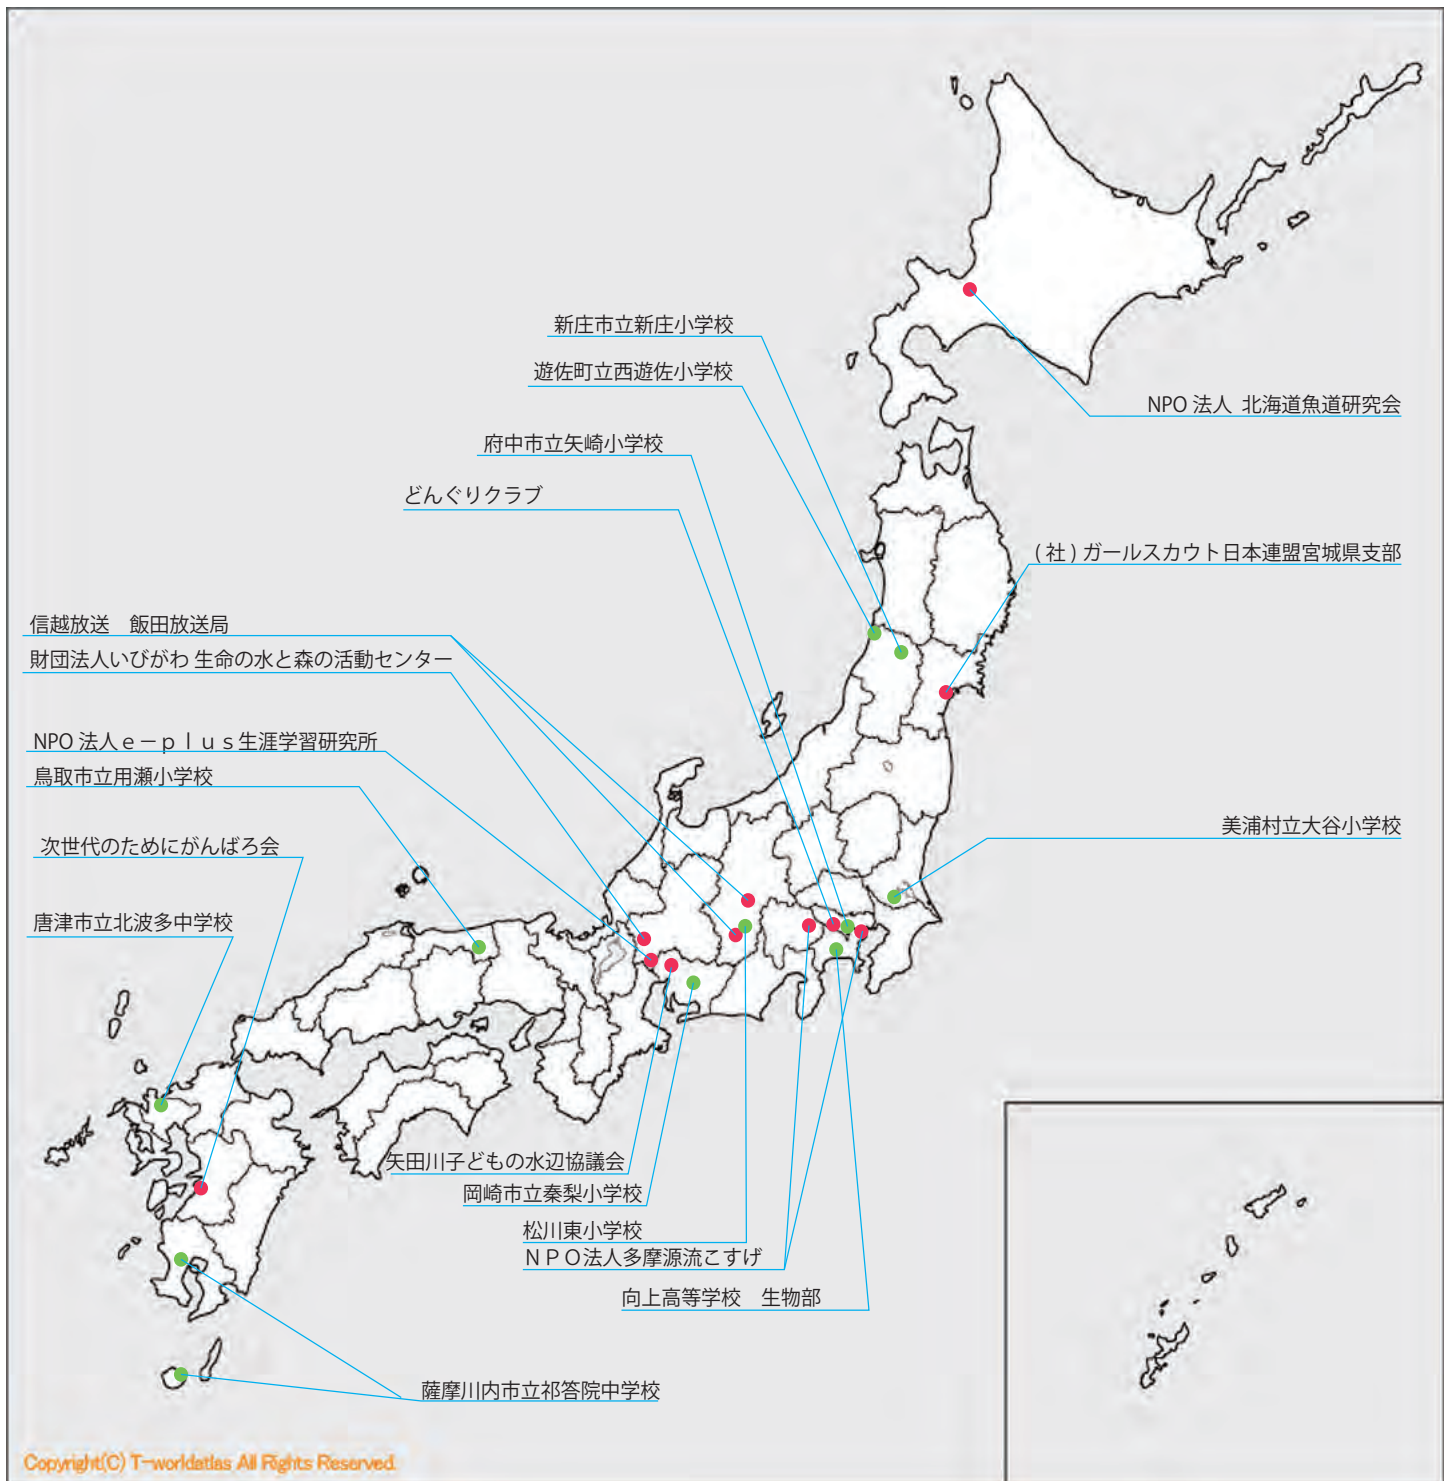 新庄市立新庄小学校
遊佐町立西遊佐小学校
NPO 法人 北海道魚道研究会
府中市立矢崎小学校
どんぐりクラブ
( 社 ) ガールスカウト日本連盟宮城県支部
信越放送　飯田放送局
財団法人いびがわ 生命の水と森の活動センター
NPO 法人ｅ－ｐｌｕｓ生涯学習研究所
鳥取市立用瀬小学校
美浦村立大谷小学校
次世代のためにがんばろ会
唐津市立北波多中学校
矢田川子どもの水辺協議会
岡崎市立秦梨小学校
松川東小学校
ＮＰＯ法人多摩源流こすげ
向上高等学校　生物部
薩摩川内市立祁答院中学校
Copyright(C) T-worldatlas All Rights Reserved.